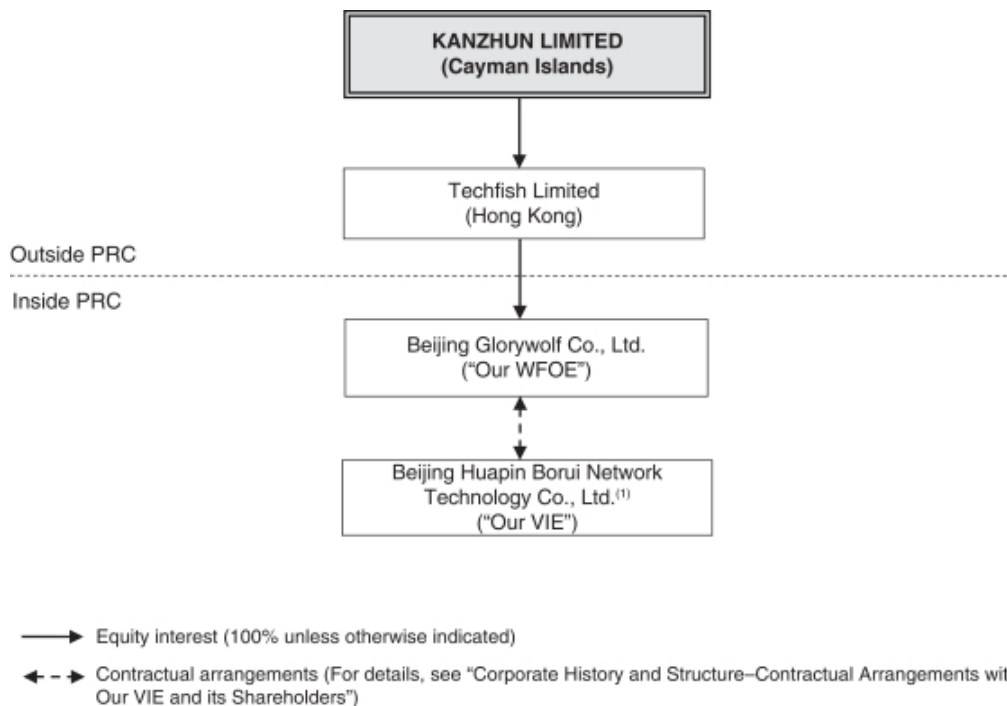 KANZHUN LIMITED
(Cayman Islands)
Techfish Limited
(Hong Kong)
Outside PRC
Inside PRC
Beijing Glorywolf Co., Ltd.
(“Our WFOE”)
Beijing Huapin Borui Network
Technology Co., Ltd.(1)
(“Our VIE”)
Equity interest (100% unless otherwise indicated)
Contractual arrangements (For details, see “Corporate History and Structure–Contractual Arrangements wit
Our VIE and its Shareholders”)